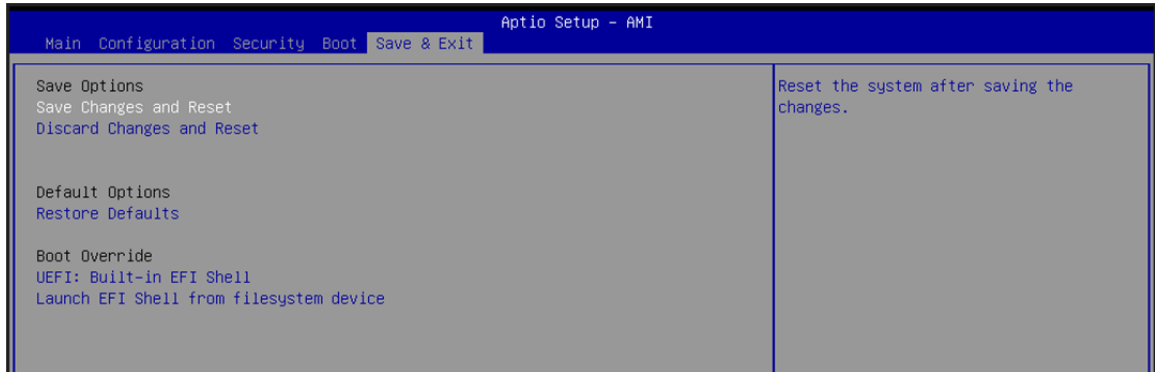 Aptio Setup - AMI
Main Configuration Security Boot Save & Exit
Save Options
Save Changes and Reset
Discard Changes and Reset
Default Options
Restore Defaults
Boot Override
UEFI: Built-in EFI Shell
Launch EFI Shell from filesystem device
Reset the system after saving the
changes.